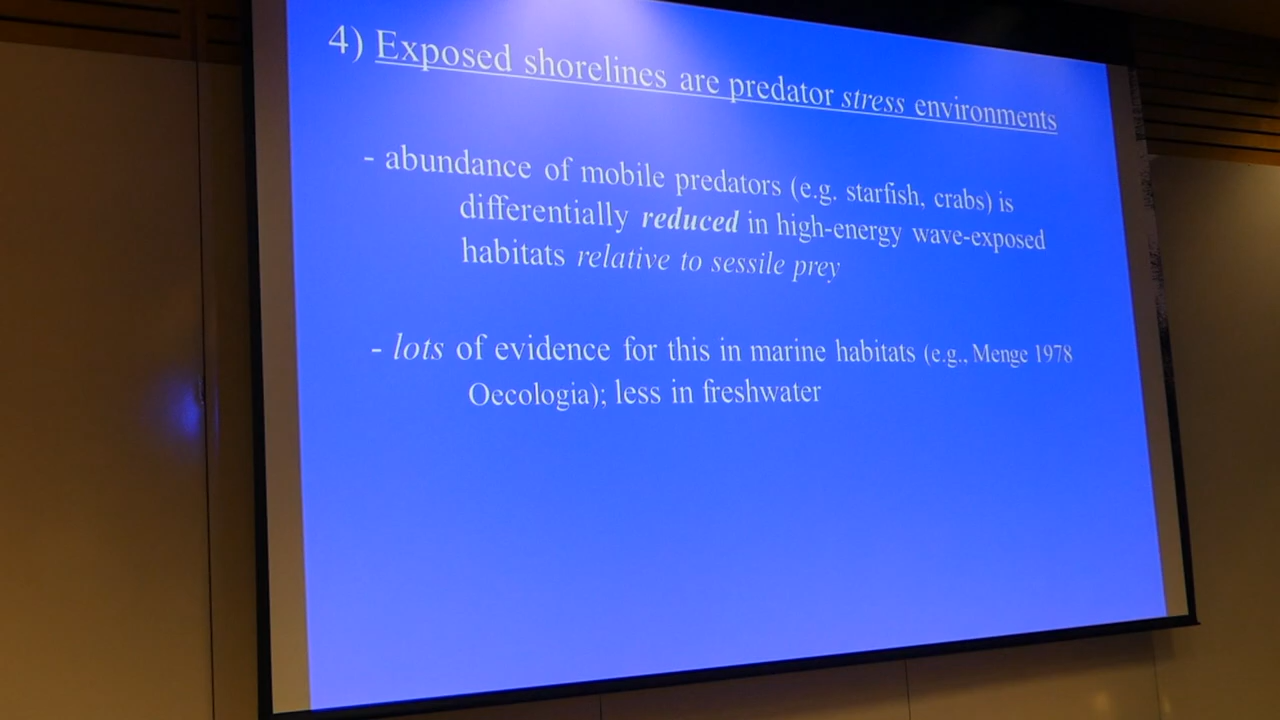 4) Exposed shorelines are predator stress environments
- abundance of mobile predators (e.g. starfish, crabs) is
differentially reduced in high-energy wave-exposed
habitats relative to sessile prey
- lots of evidence for this in marine habitats (e.g., Menge 1978
Oecologia); less in freshwater